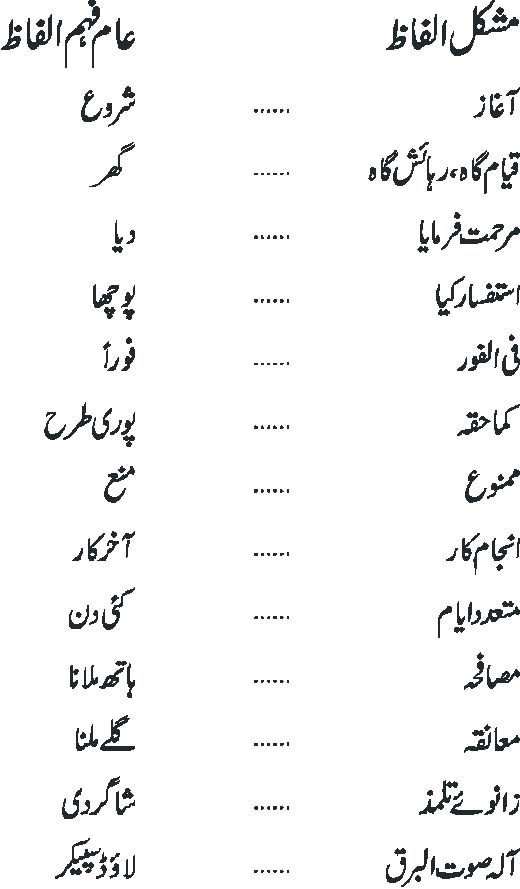 مشکل الفاظ عام فہم الفاظ
آغاز ...... شروع
قیام گاہ، رہائش گاہ ...... گھر
مرحمت فرمایا ...... دیا
استفسار کیا ...... پوچھا
فی الفور ...... فوراً
کماحقہ ...... پوری طرح
ممنوع ...... منع
انجام کار ...... آخر کار
متعدد ایام ...... کئی دن
مصافحہ ...... ہاتھ ملانا
معانقہ ...... گلے ملنا
زانوئے تلمذ ...... شاگردی
آلہ صوت البرق ...... لاؤڈ سپیکر